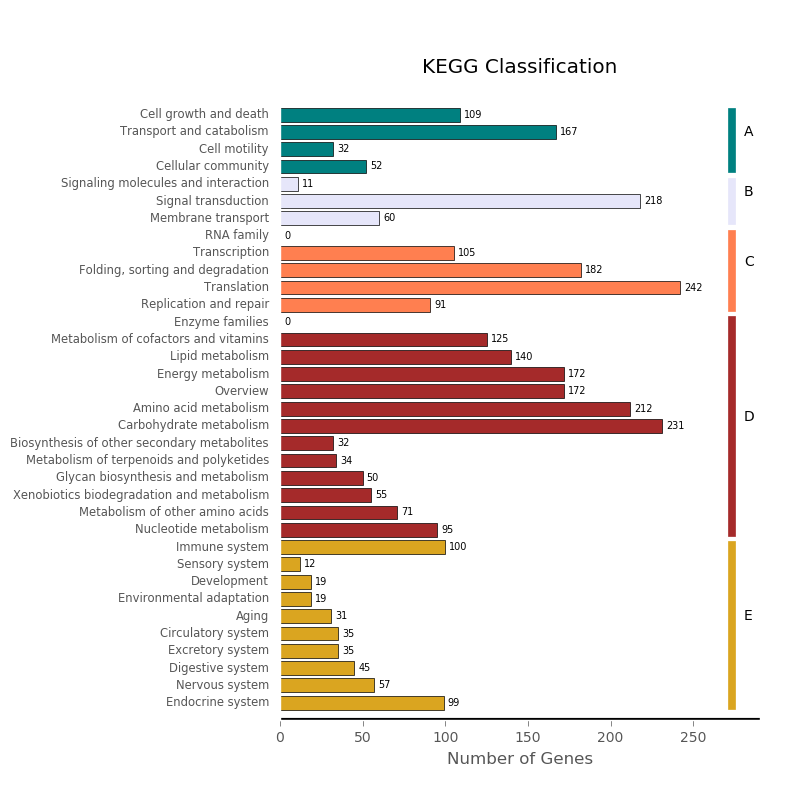 KEGG Classification
Cell growth and death 109
Transport and catabolism 167
A
Cell motility 32
Cellular community 52
Signaling molecules and interaction 11
B
Signal transduction 218
Membrane transport 60
RNA family 0
Transcription 105
C
Folding, sorting and degradation 182
Translation 242
Replication and repair 91
Enzyme families 0
Metabolism of cofactors and vitamins 125
Lipid metabolism 140
Energy metabolism 172
Overview 172
Amino acid metabolism 212
D
Carbohydrate metabolism 231
Biosynthesis of other secondary metabolites 32
Metabolism of terpenoids and polyketides 34
Glycan biosynthesis and metabolism 50
Xenobiotics biodegradation and metabolism 55
Metabolism of other amino acids 71
Nucleotide metabolism 95
Immune system 100
Sensory system 12
Development 19
Environmental adaptation 19
Aging 31
E
Circulatory system 35
Excretory system 35
Digestive system 45
Nervous system 57
Endocrine system 99
0 50 100 150 200 250
Number of Genes